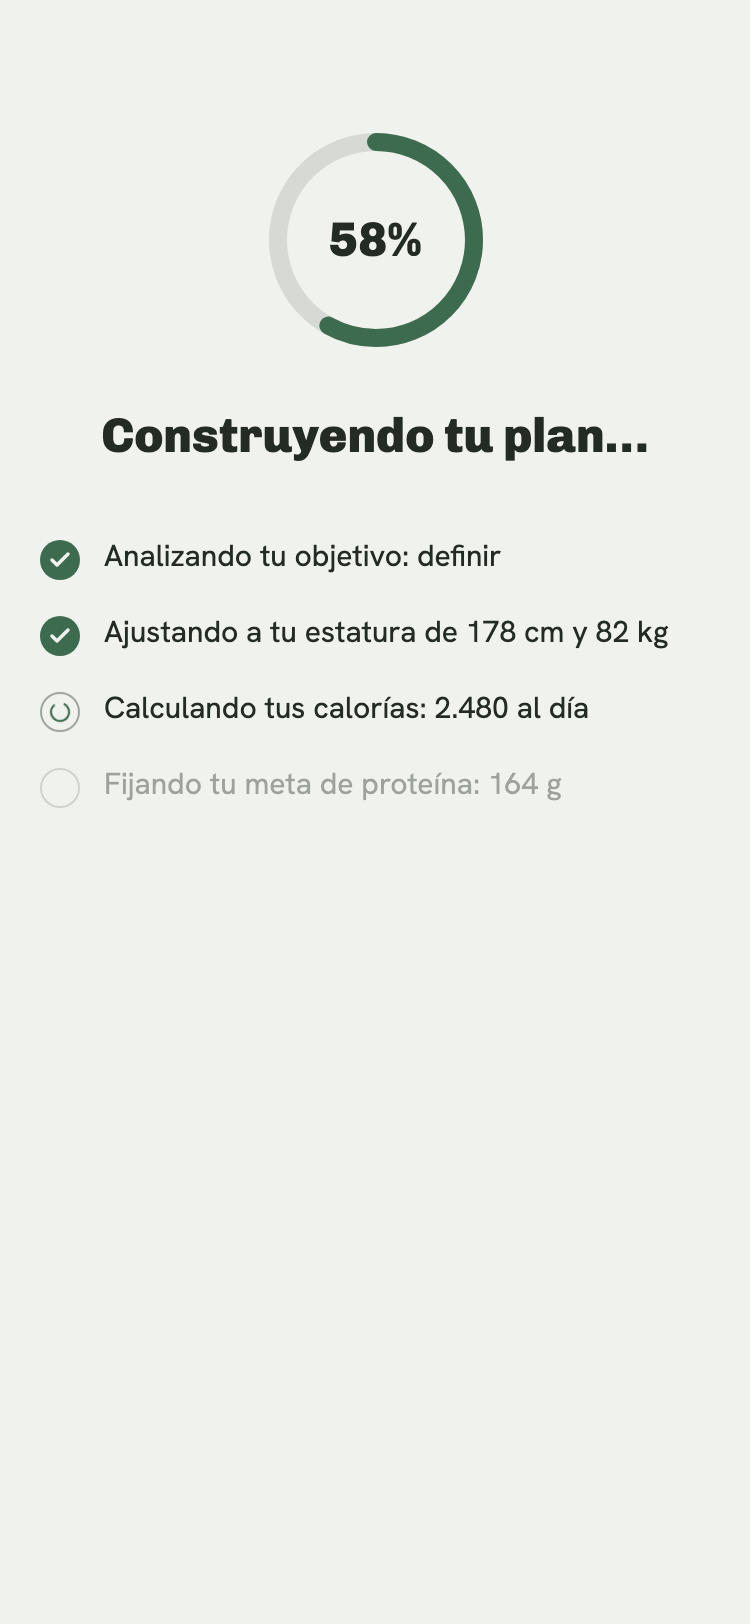 58%
Construyendo tu plan...
Analizando tu objetivo: definir
Ajustando a tu estatura de 178 cm y 82 kg
Calculando tus calorías: 2.480 al día
Fijando tu meta de proteína: 164 g